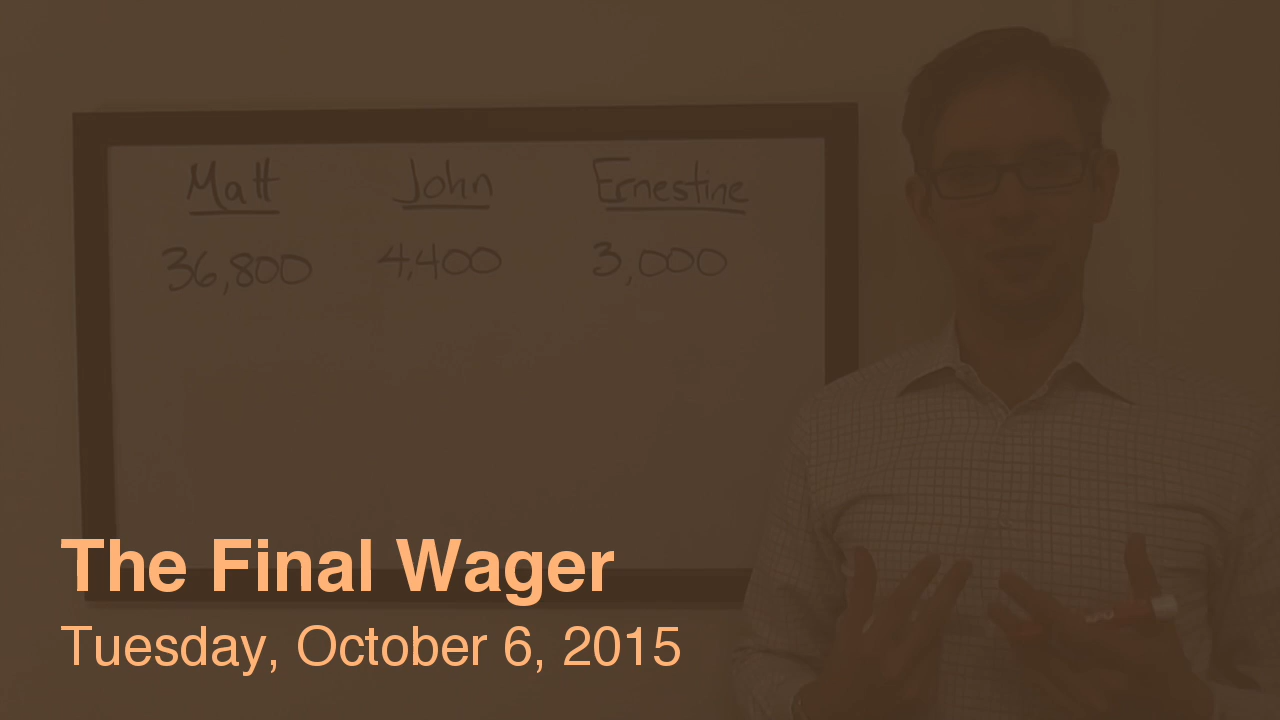 Matt John Ernestine
36,800 4,400 3,000
The Final Wager
Tuesday, October 6, 2015